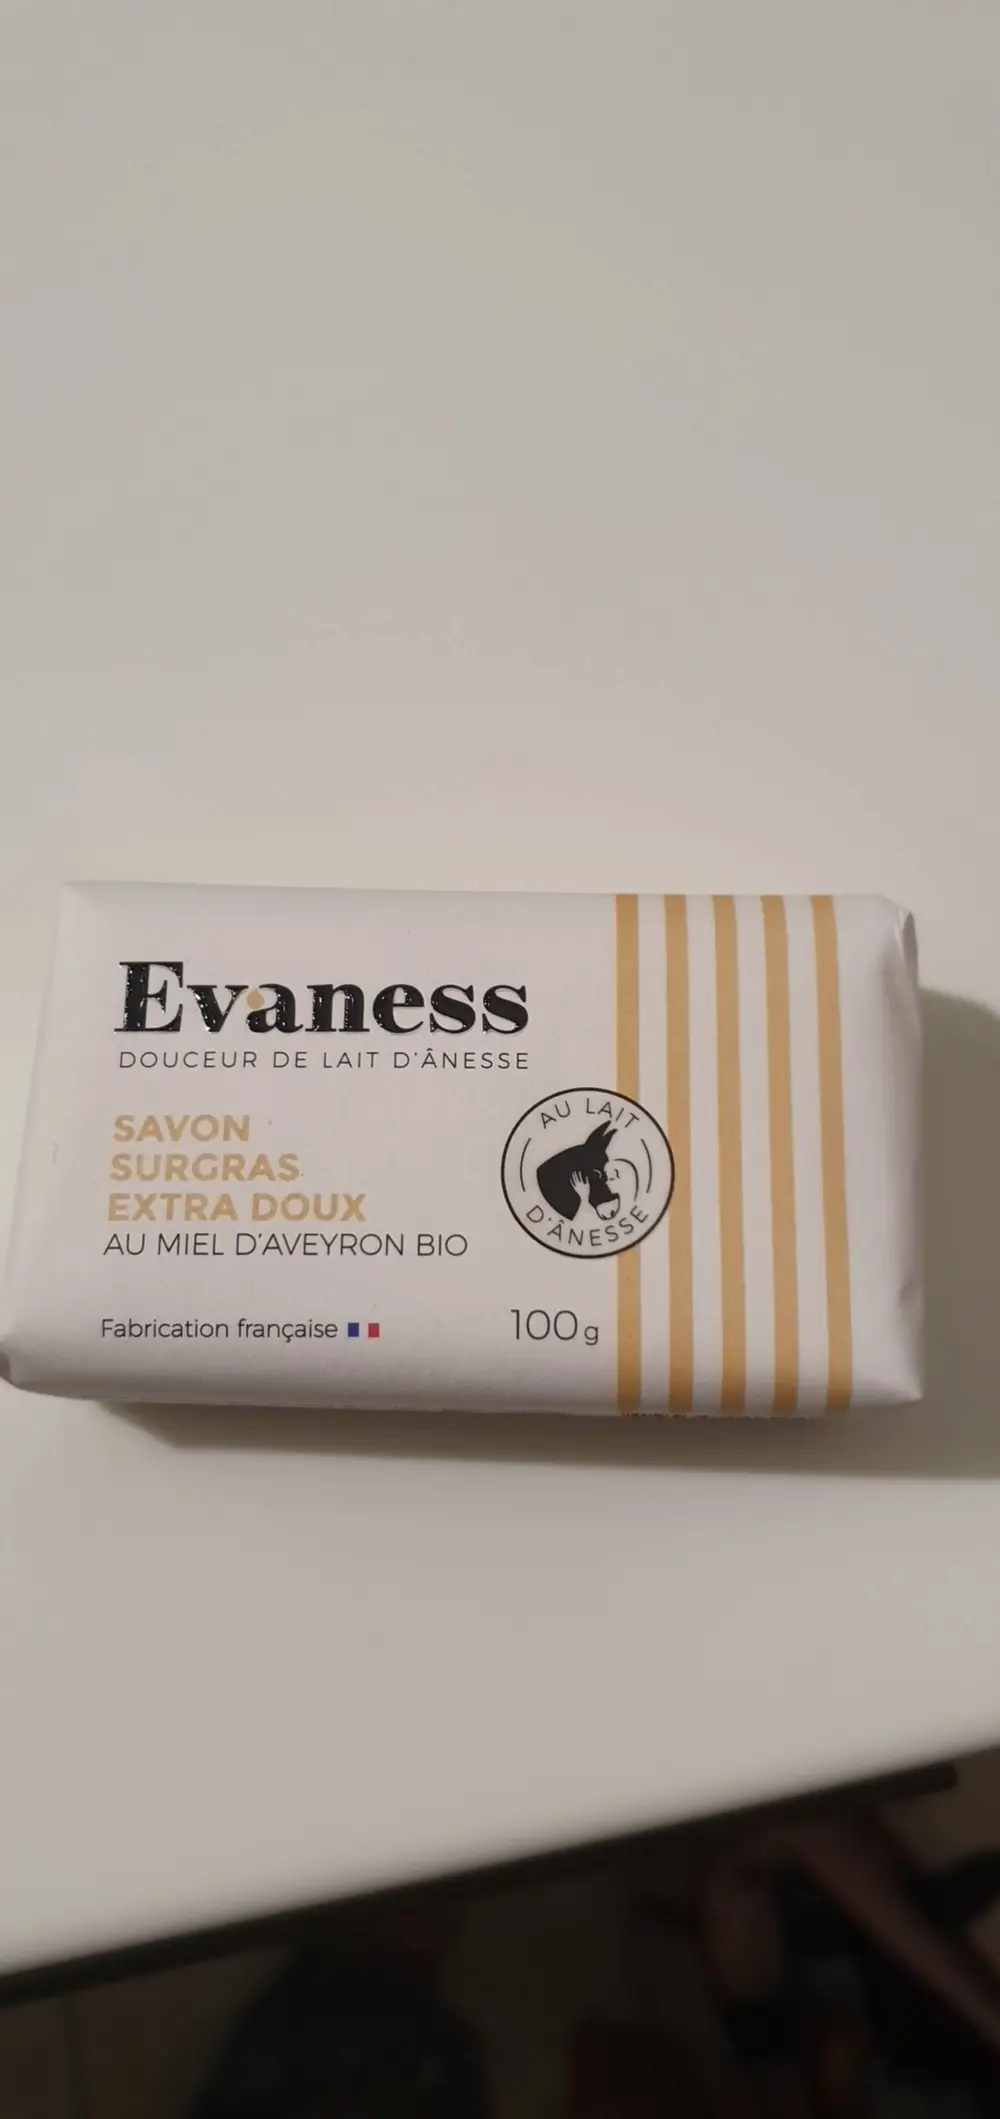 Evaness
DOUCEUR DE LAIT D'ÂNESSE
SAVON
SURGRAS
EXTRA DOUX
AU MIEL D'AVEYRON BIO
AU LAIT
D'ÂNESSE
Fabrication française
100g